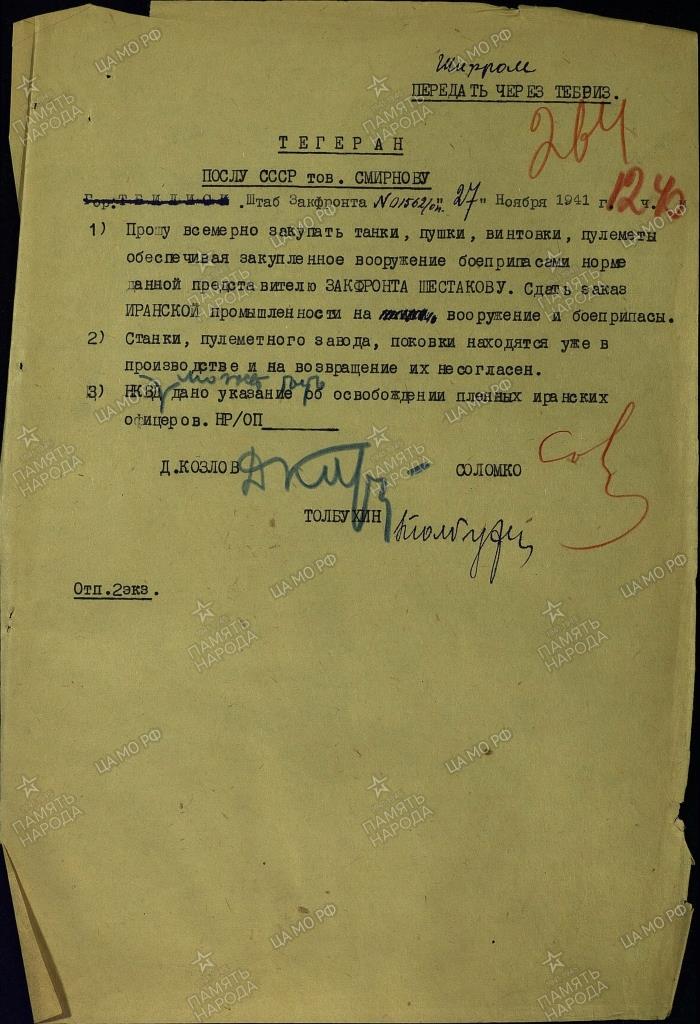 Шифром
ПЕРЕДАТЬ ЧЕРЕЗ ТЕБРИЗ.
ТЕГЕРАН
ПОСЛУ СССР тов. СМИРНОВУ
Гор. ТБИЛИСИ. Штаб Закфронта №01562/оп. "27" Ноября 1941 г. 12 40 ч. м
1) Прошу всемерно закупать танки, пушки, винтовки, пулеметы
обеспечивая закупленное вооружение боеприпасами норме
данной представителю ЗАКФРОНТА ШЕСТАКОВУ. Сдать заказ
ИРАНСКОЙ промышленности на вооружение и боеприпасы.
2) Станки, пулеметного завода, поковки находятся уже в
производстве и на возвращение их несогласен.
3) НКВД дано указание об освобождении пленных иранских
офицеров. НР/ОП
Д.КОЗЛОВ СОЛОМКО
ТОЛБУХИН Толбухин
Отп.2экз.
ЦА МО РФ
ПАМЯТЬ НАРОДА